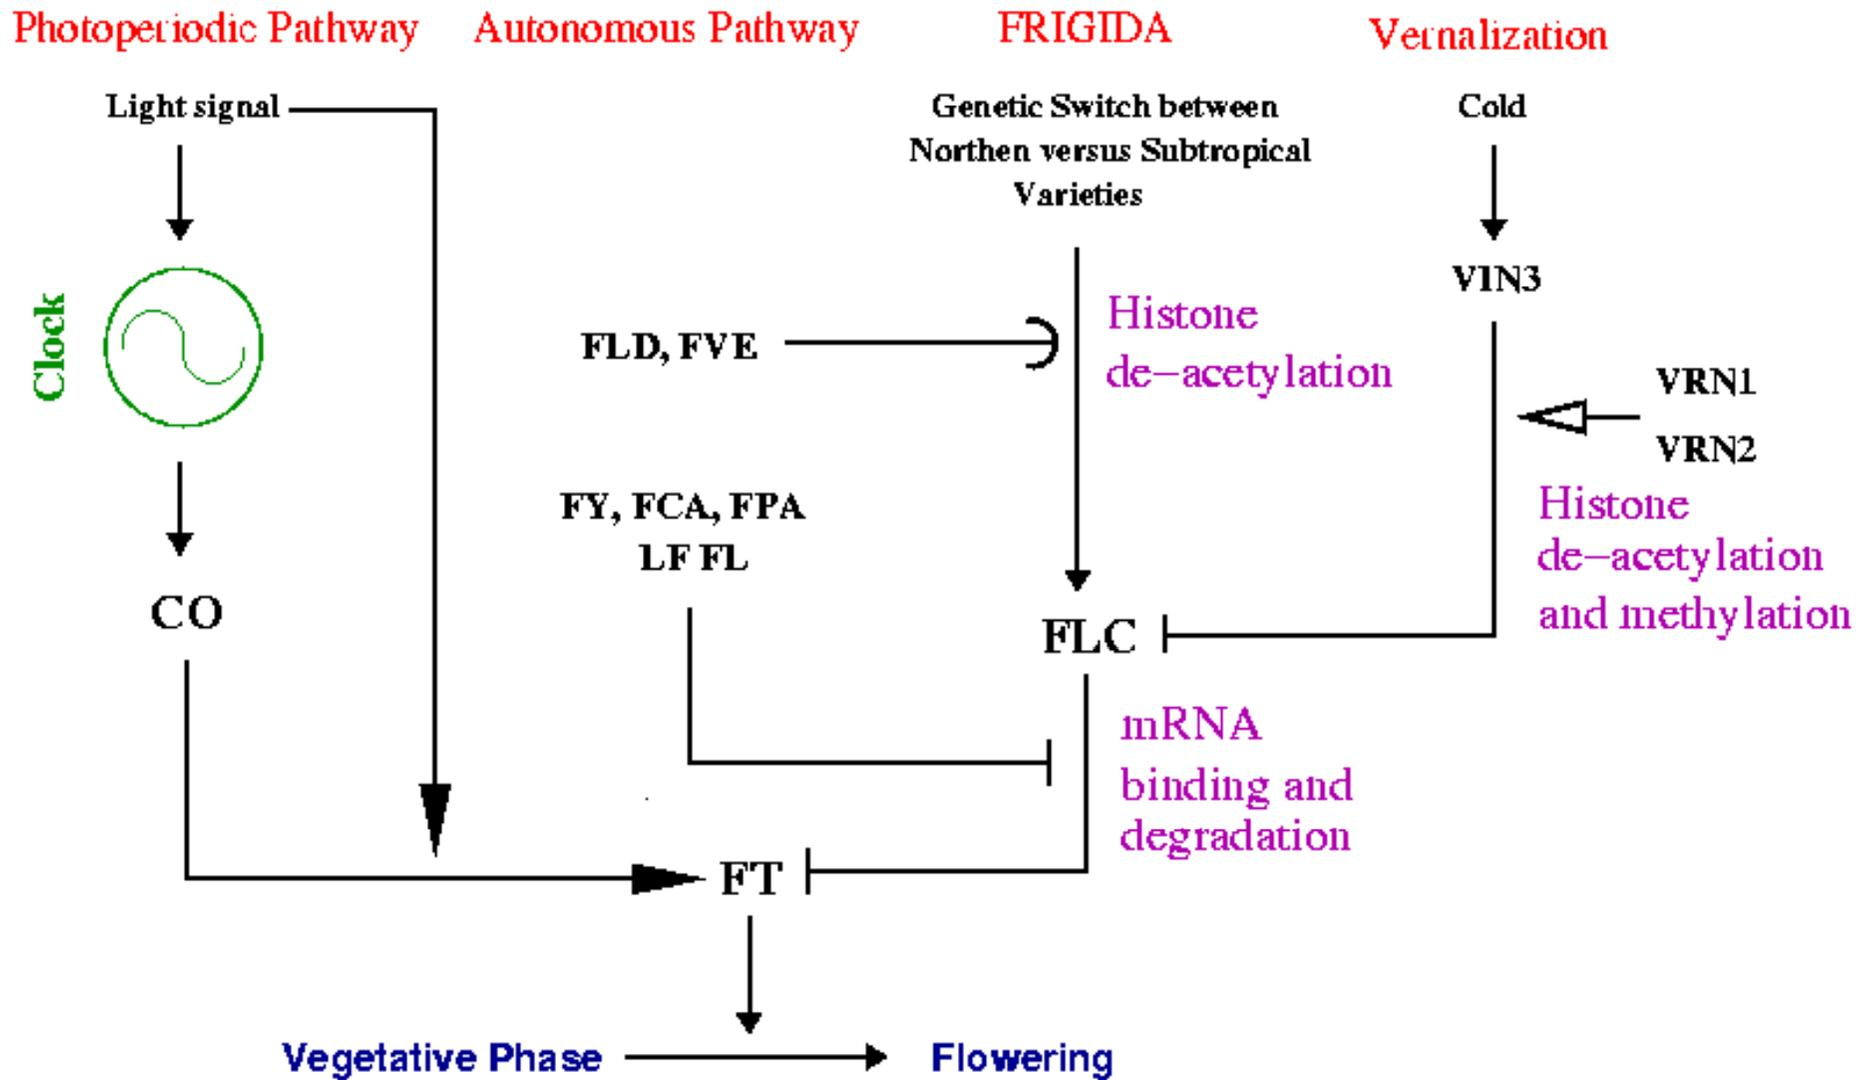 Photoperiodic Pathway
Autonomous Pathway
FRIGIDA
Vernalization
Light signal
Genetic Switch between
Northen versus Subtropical
Varieties
Cold
Clock
VIN3
FLD, FVE
Histone
de-acetylation
VRN1
VRN2
Histone
de-acetylation
and methylation
FY, FCA, FPA
LF FL
CO
FLC
mRNA
binding and
degradation
FT
Vegetative Phase
Flowering